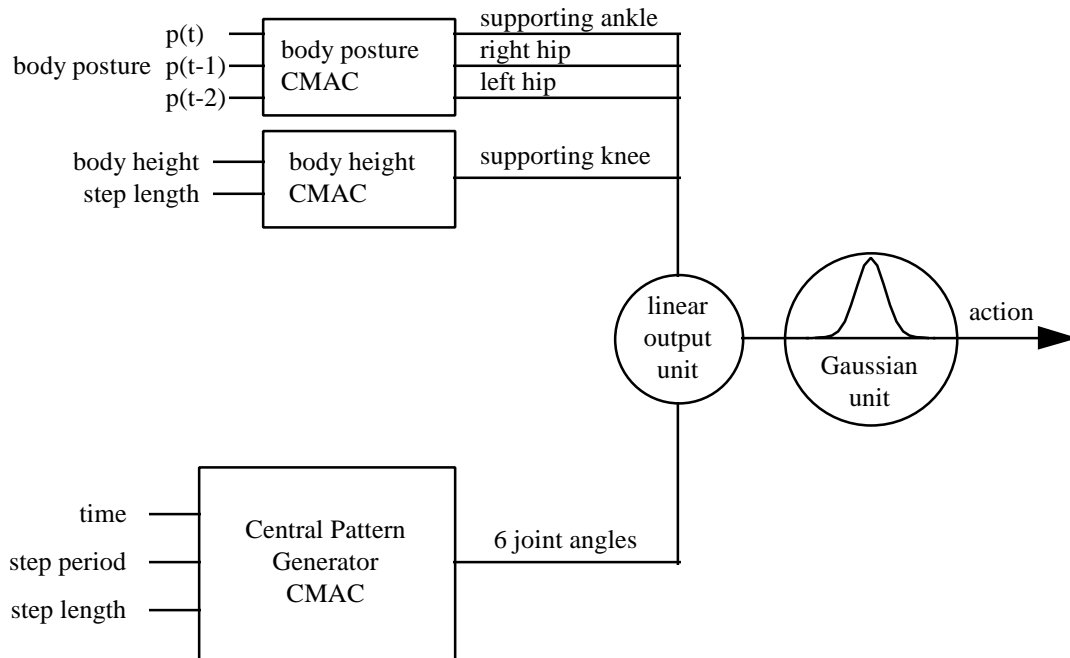 supporting ankle
p(t)
body posture
CMAC
right hip
body posture p(t-1)
left hip
p(t-2)
body height
step length
body height
CMAC
supporting knee
linear
output
unit
Gaussian
unit
action
time
step period
step length
Central Pattern
Generator
CMAC
6 joint angles